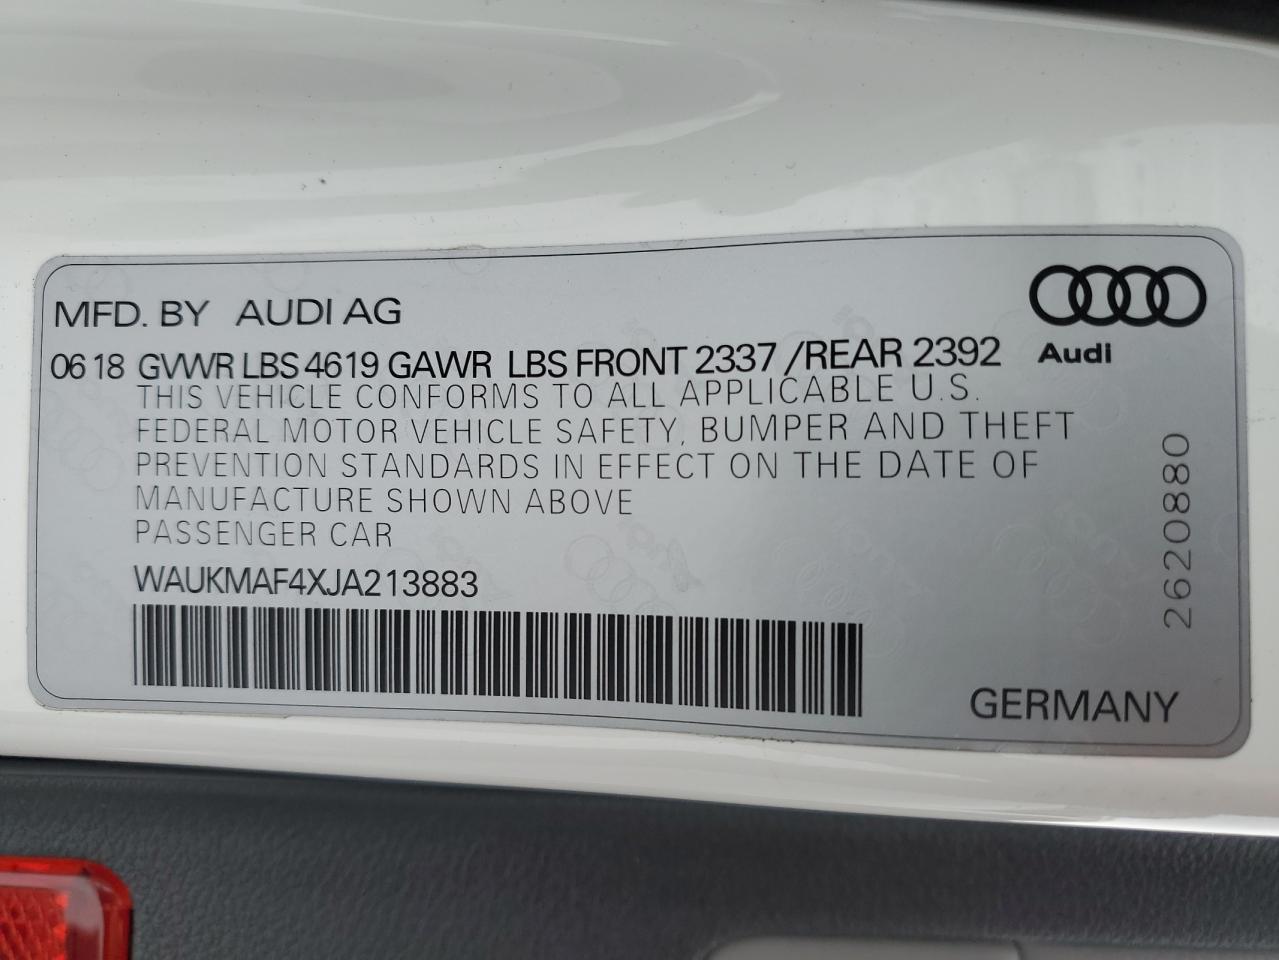 MFD. BY AUDI AG
Audi
06 18 GVWR LBS 4619 GAWR LBS FRONT 2337 /REAR 2392
THIS VEHICLE CONFORMS TO ALL APPLICABLE U.S.
FEDERAL MOTOR VEHICLE SAFETY, BUMPER AND THEFT
PREVENTION STANDARDS IN EFFECT ON THE DATE OF
MANUFACTURE SHOWN ABOVE
PASSENGER CAR
WAUKMAF4XJA213883
2620880
GERMANY